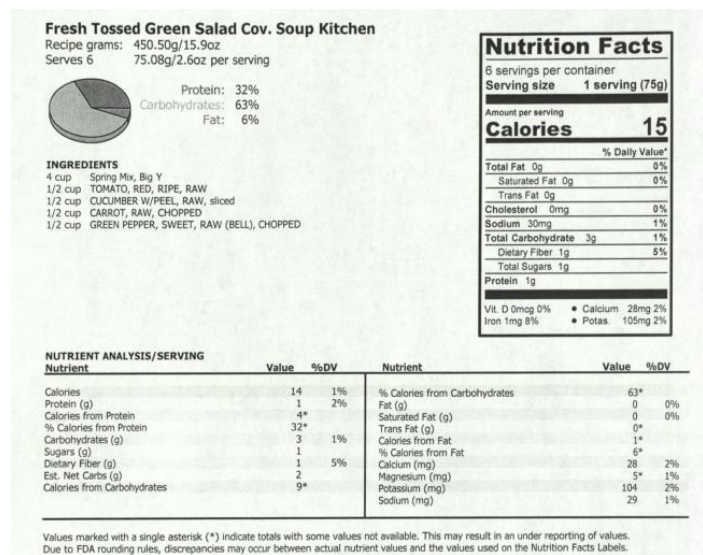 Fresh Tossed Green Salad Cov. Soup Kitchen
Recipe grams: 450.50g/15.9oz
Serves 6 75.08g/2.6oz per serving
Protein: 32%
Carbohydrates: 63%
Fat: 6%
INGREDIENTS
4 cup Spring Mix, Big Y
1/2 cup TOMATO, RED, RIPE, RAW
1/2 cup CUCUMBER W/PEEL, RAW, sliced
1/2 cup CARROT, RAW, CHOPPED
1/2 cup GREEN PEPPER, SWEET, RAW (BELL), CHOPPED
Nutrition Facts
6 servings per container
Serving size 1 serving (75g)
Amount per serving
Calories 15
% Daily Value*
Total Fat 0g 0%
Saturated Fat 0g 0%
Trans Fat 0g
Cholesterol 0mg 0%
Sodium 30mg 1%
Total Carbohydrate 3g 1%
Dietary Fiber 1g 5%
Total Sugars 1g
Protein 1g
Vit. D 0mcg 0% • Calcium 28mg 2%
Iron 1mg 8% • Potas. 105mg 2%
NUTRIENT ANALYSIS/SERVING
Nutrient Value %DV
Calories 14 1%
Protein (g) 1 2%
Calories from Protein 4*
% Calories from Protein 32*
Carbohydrates (g) 3 1%
Sugars (g) 1
Dietary Fiber (g) 1 5%
Est. Net Carbs (g) 2
Calories from Carbohydrates 9*
Nutrient Value %DV
% Calories from Carbohydrates 63*
Fat (g) 0 0%
Saturated Fat (g) 0 0%
Trans Fat (g) 0*
Calories from Fat 1*
% Calories from Fat 6*
Calcium (mg) 28 2%
Magnesium (mg) 5* 1%
Potassium (mg) 104 2%
Sodium (mg) 29 1%
Values marked with a single asterisk (*) indicate totals with some values not available. This may result in an under reporting of values.
Due to FDA rounding rules, discrepancies may occur between actual nutrient values and the values used on the Nutrition Facts Labels.